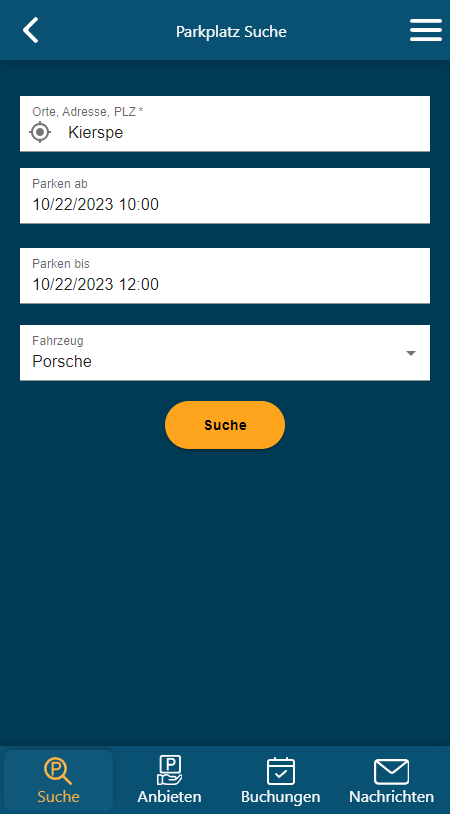 Parkplatz Suche
Orte, Adresse, PLZ *
Kierspe
Parken ab
10/22/2023 10:00
Parken bis
10/22/2023 12:00
Fahrzeug
Porsche
Suche
P
P
Suche
Anbieten
Buchungen
Nachrichten